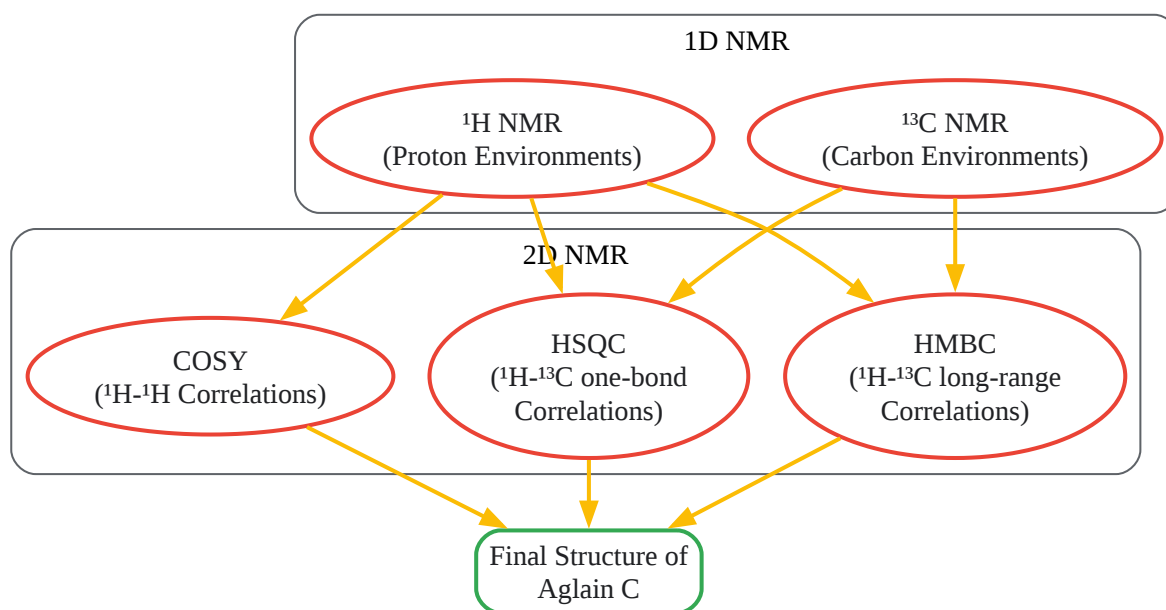 1D NMR
¹H NMR
(Proton Environments)
¹³C NMR
(Carbon Environments)
2D NMR
COSY
(¹H-¹H Correlations)
HSQC
(¹H-¹³C one-bond
Correlations)
HMBC
(¹H-¹³C long-range
Correlations)
Final Structure of
Aglain C